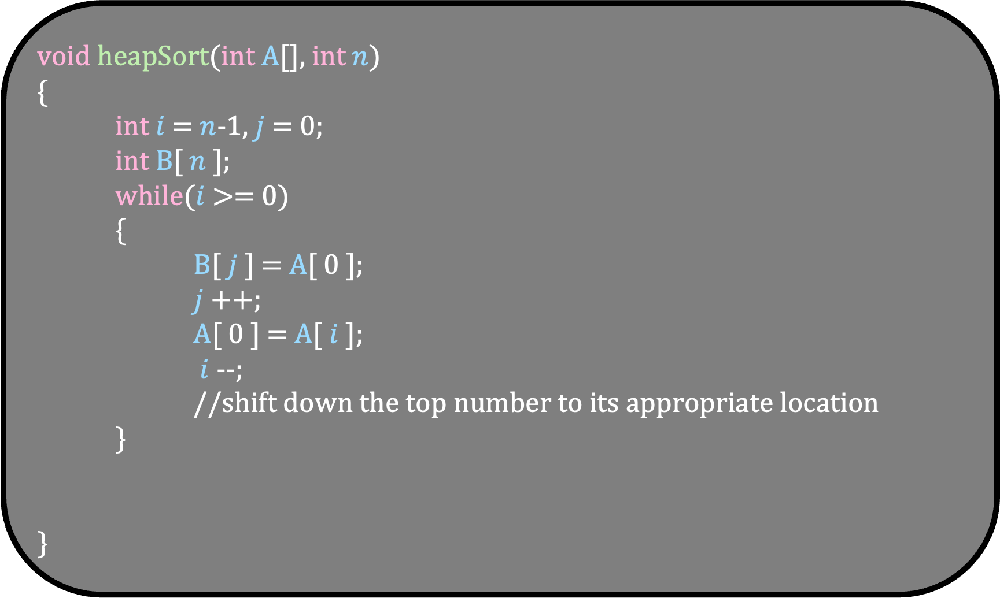 void heapSort(int A[], int n)
{
int i = n-1, j = 0;
int B[ n ];
while(i >= 0)
{
B[ j ] = A[ 0 ];
j ++;
A[ 0 ] = A[ i ];
i --;
//shift down the top number to its appropriate location
}
}